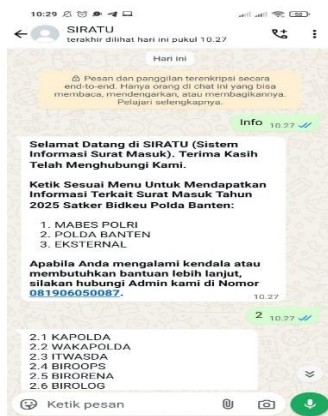 10:29
SIRATU
terakhir dilihat hari ini pukul 10.27
Hari ini
Pesan dan panggilan terenkripsi secara
end-to-end. Hanya orang di chat ini yang bisa
membaca, mendengarkan, atau membagikannya.
Pelajari selengkapnya.
Info 10.27
Selamat Datang di SIRATU (Sistem
Informasi Surat Masuk). Terima Kasih
Telah Menghubungi Kami.
Ketik Sesuai Menu Untuk Mendapatkan
Informasi Terkait Surat Masuk Tahun
2025 Satker Bidkeu Polda Banten:
1. MABES POLRI
2. POLDA BANTEN
3. EKSTERNAL
Apabila Anda mengalami kendala atau
membutuhkan bantuan lebih lanjut,
silakan hubungi Admin kami di Nomor
081906050087.
10.27
2 10.27
2.1 KAPOLDA
2.2 WAKAPOLDA
2.3 ITWASDA
2.4 BIROOPS
2.5 BIRORENA
2.6 BIROLOG
Ketik pesan